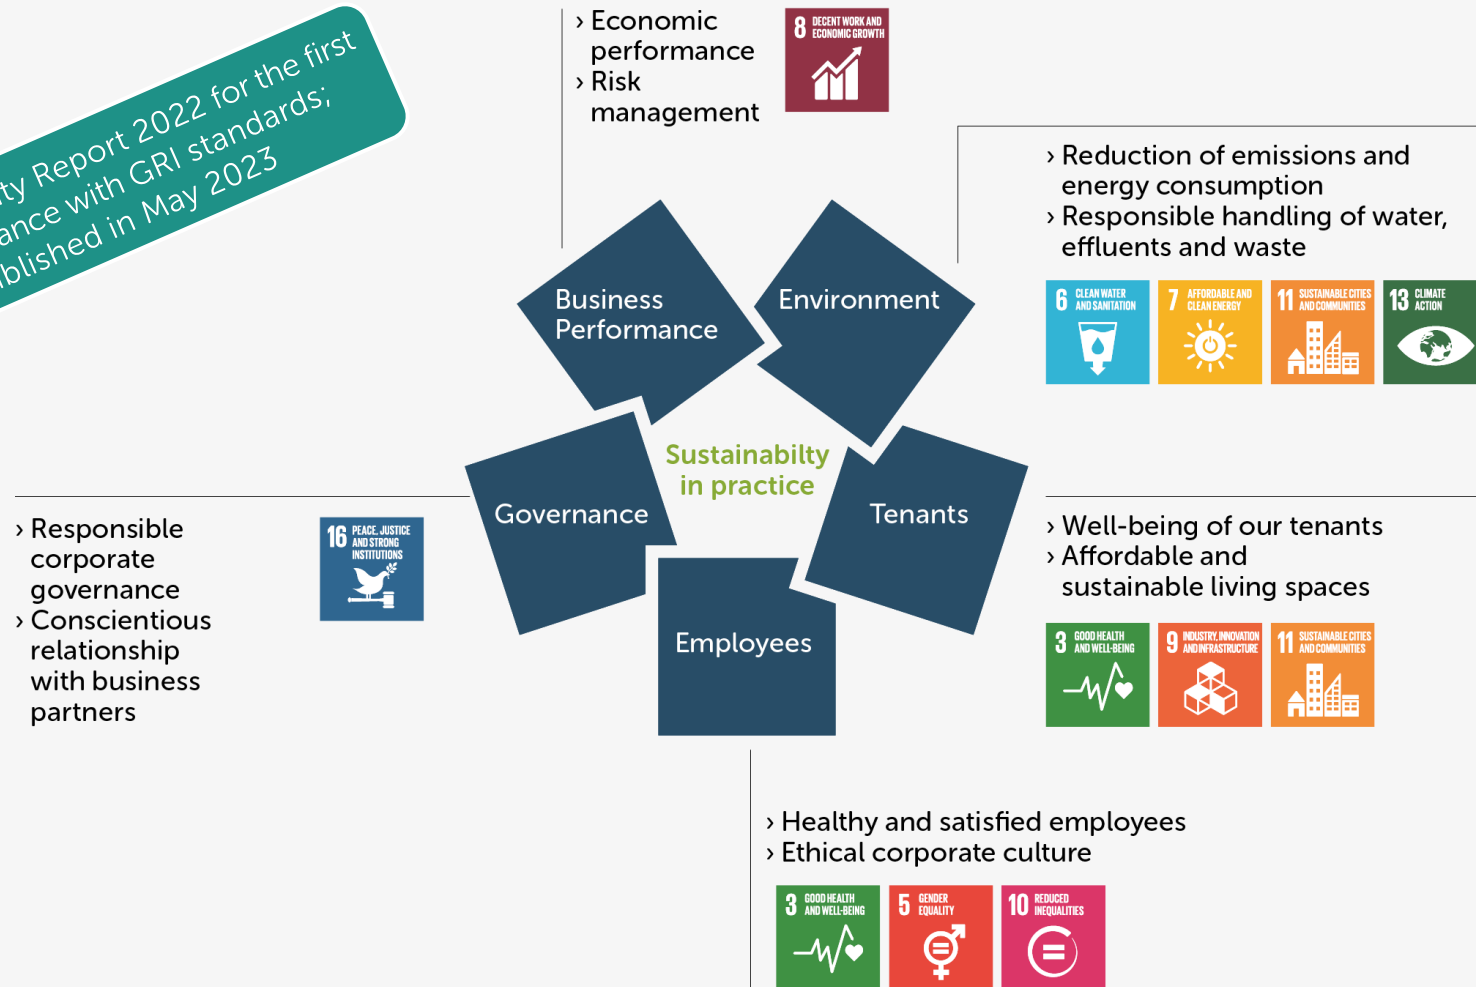 ty Report 2022 for the first
ance with GRI standards;
blished in May 2023
› Economic
performance
› Risk
management
8 DECENT WORK AND
ECONOMIC GROWTH
› Reduction of emissions and
energy consumption
› Responsible handling of water,
effluents and waste
6 CLEAN WATER
AND SANITATION
7 AFFORDABLE AND
CLEAN ENERGY
11 SUSTAINABLE CITIES
AND COMMUNITIES
13 CLIMATE
ACTION
Business
Performance
Environment
Sustainabilty
in practice
Governance
Tenants
Employees
› Responsible
corporate
governance
› Conscientious
relationship
with business
partners
16 PEACE, JUSTICE
AND STRONG
INSTITUTIONS
› Well-being of our tenants
› Affordable and
sustainable living spaces
3 GOOD HEALTH
AND WELL-BEING
9 INDUSTRY, INNOVATION
AND INFRASTRUCTURE
11 SUSTAINABLE CITIES
AND COMMUNITIES
› Healthy and satisfied employees
› Ethical corporate culture
3 GOOD HEALTH
AND WELL-BEING
5 GENDER
EQUALITY
10 REDUCED
INEQUALITIES